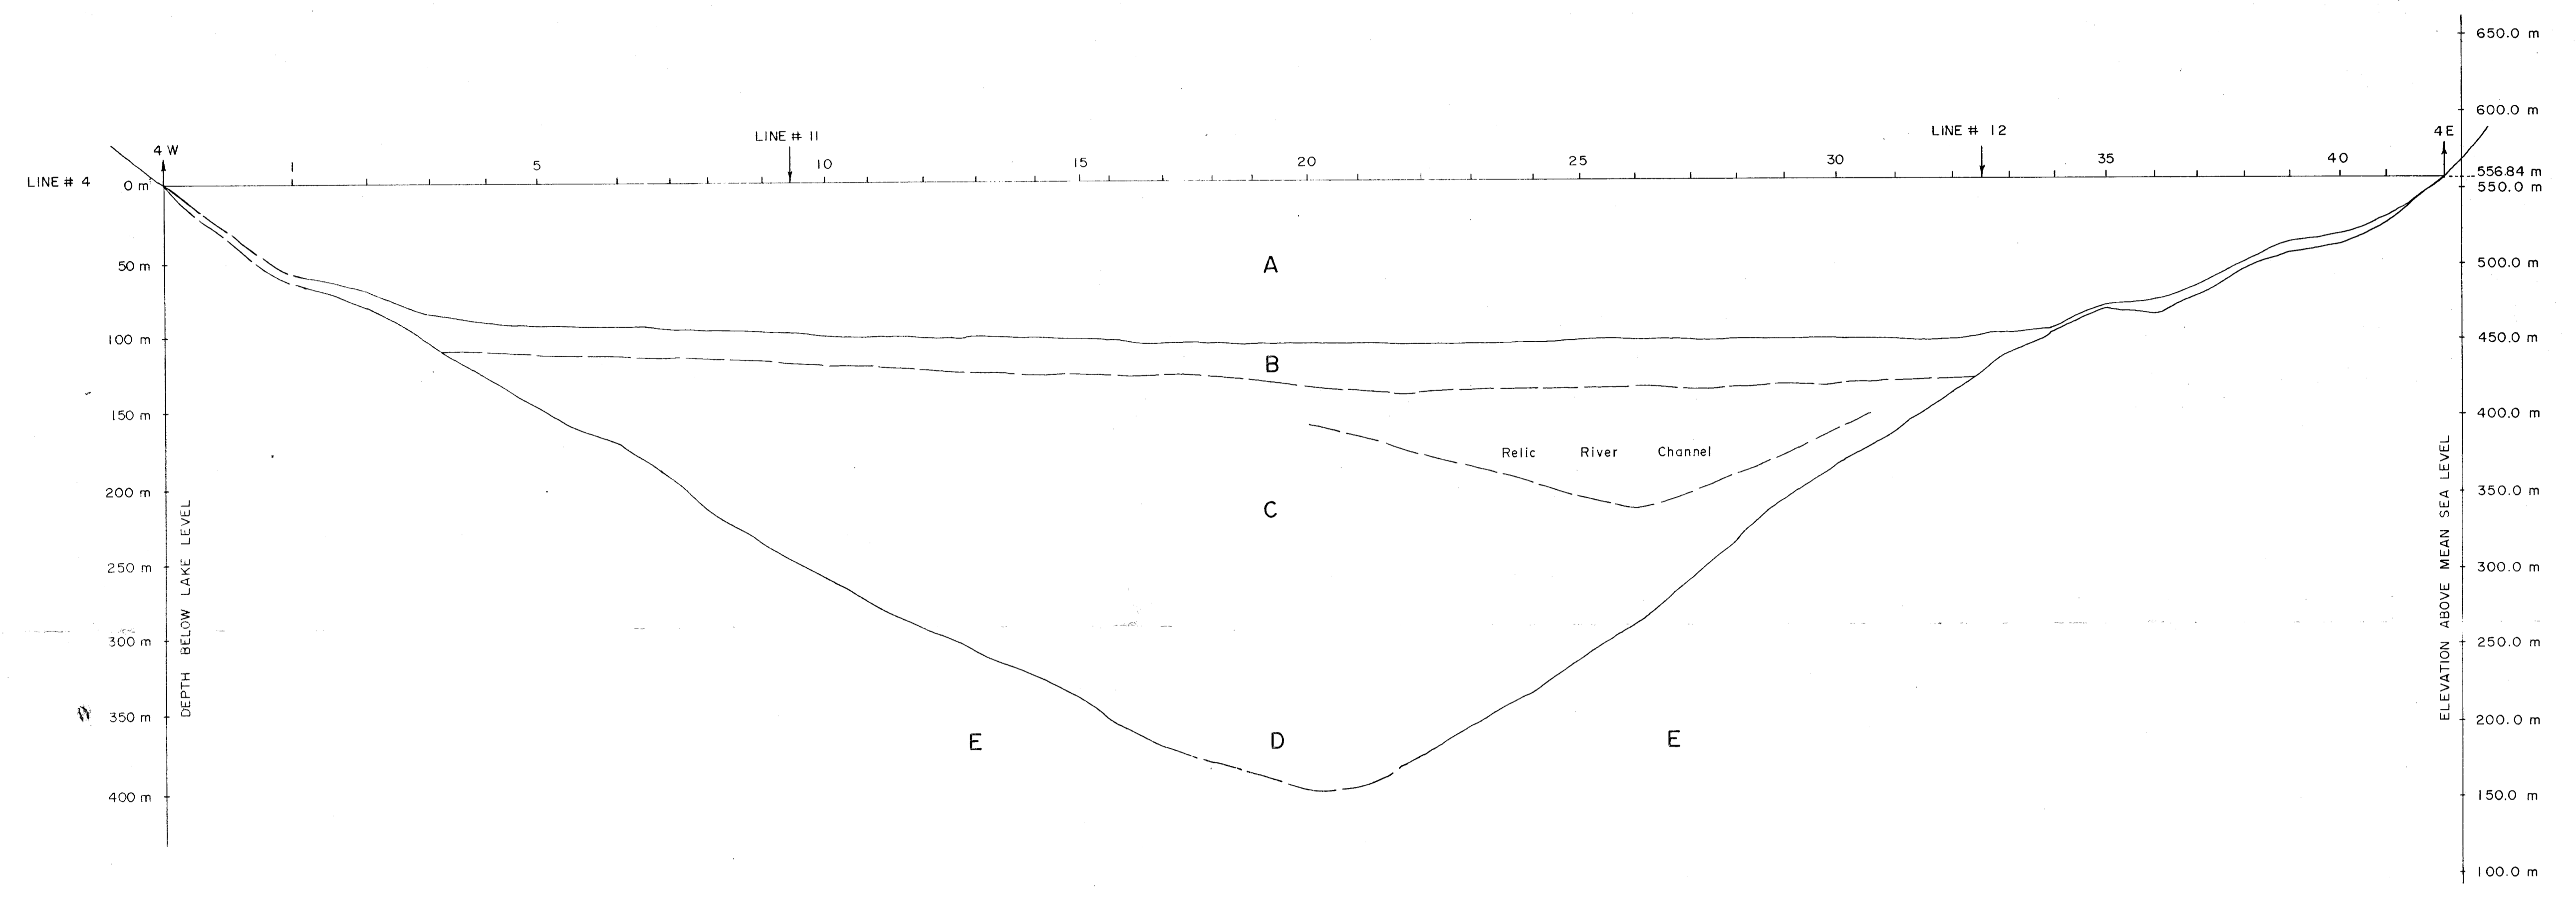 650.0 m
600.0 m
LINE # 11
LINE # 12
4 W
4 E
1
5
10
15
20
25
30
35
40
LINE # 4
0 m
556.84 m
550.0 m
A
50 m
500.0 m
100 m
450.0 m
B
150 m
400.0 m
Relic River Channel
200 m
350.0 m
C
250 m
300.0 m
DEPTH BELOW LAKE LEVEL
ELEVATION ABOVE MEAN SEA LEVEL
300 m
250.0 m
350 m
200.0 m
E
D
E
400 m
150.0 m
100.0 m